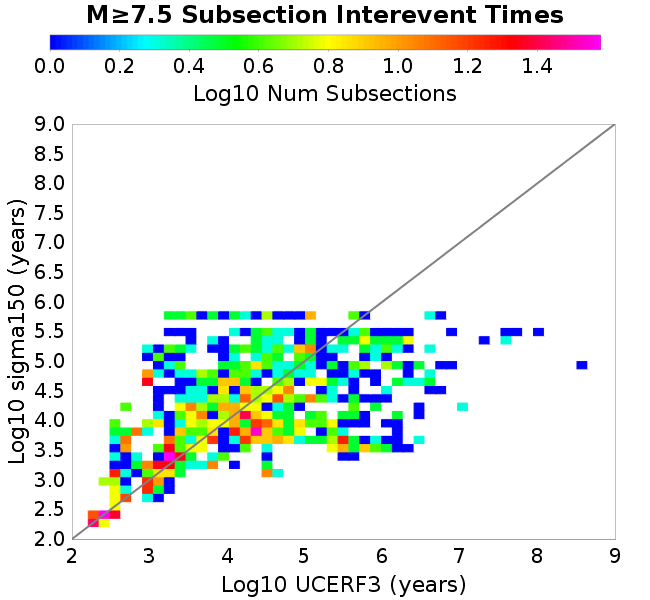 M≥7.5 Subsection Interevent Times
0.0 0.2 0.4 0.6 0.8 1.0 1.2 1.4
Log10 Num Subsections
9.0
8.5
8.0
7.5
7.0
6.5
6.0
5.5
5.0
4.5
4.0
3.5
3.0
2.5
2.0
Log10 sigma150 (years)
2 3 4 5 6 7 8 9
Log10 UCERF3 (years)